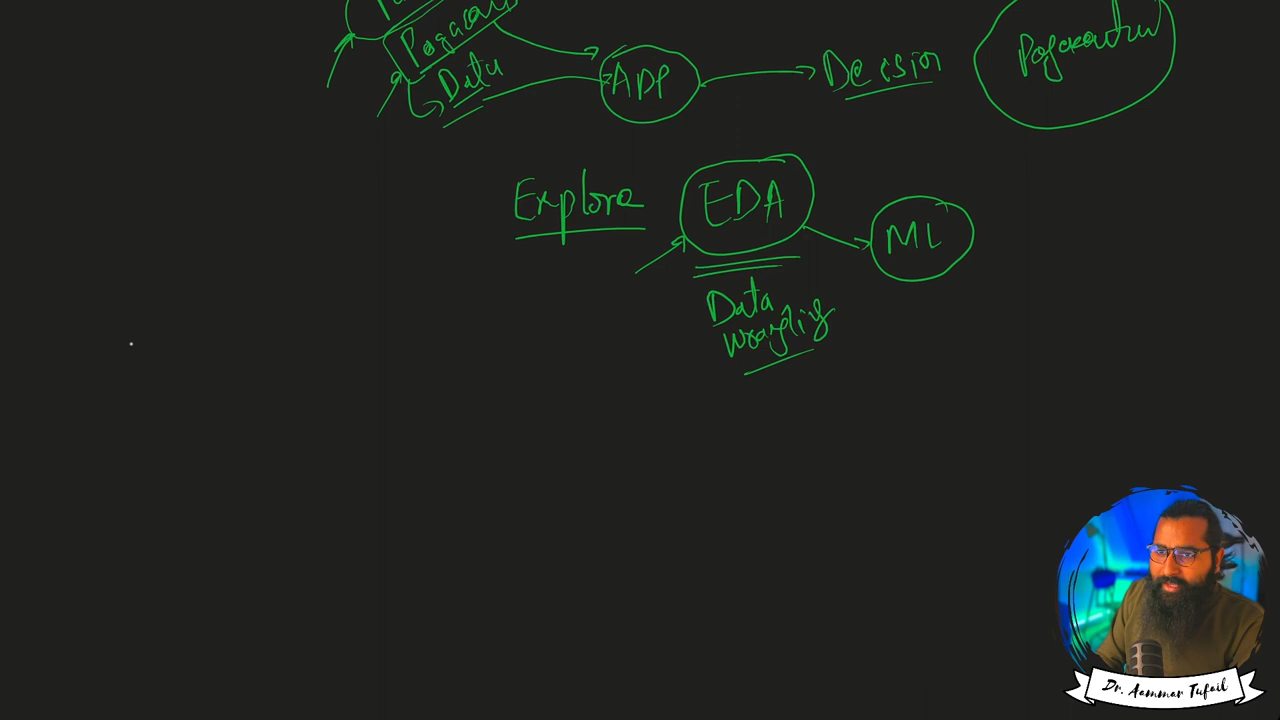 Data
APP
Decision
Explore
EDA
ML
Data
wrangling
Dr. Aammar Tufail